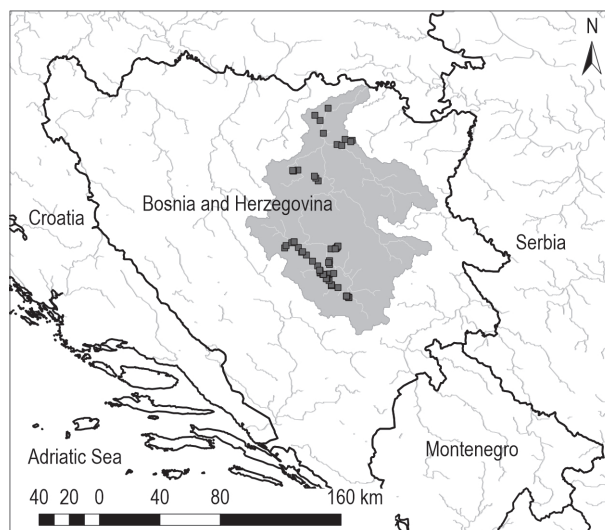 N
Bosnia and Herzegovina
Croatia
Serbia
Adriatic Sea
Montenegro
40 20 0 40 80 160 km